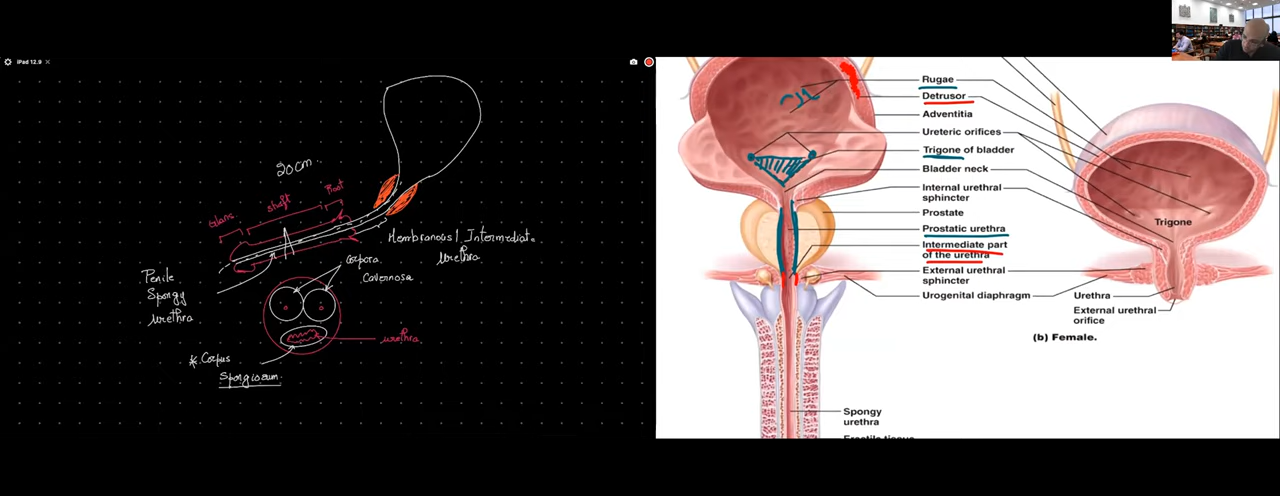 iPad 12.9
20cm
Glans
shaft
Root
Membranous / Intermediate
Urethra
Penile
Spongy
urethra
Corpora
Cavernosa
urethra
* Corpus
Spongiosum
Rugae
Detrusor
Adventitia
Ureteric orifices
Trigone of bladder
Bladder neck
Internal urethral
sphincter
Prostate
Prostatic urethra
Intermediate part
of the urethra
External urethral
sphincter
Urogenital diaphragm
Spongy
urethra
Erectile tissue
Trigone
Urethra
External urethral
orifice
(b) Female.